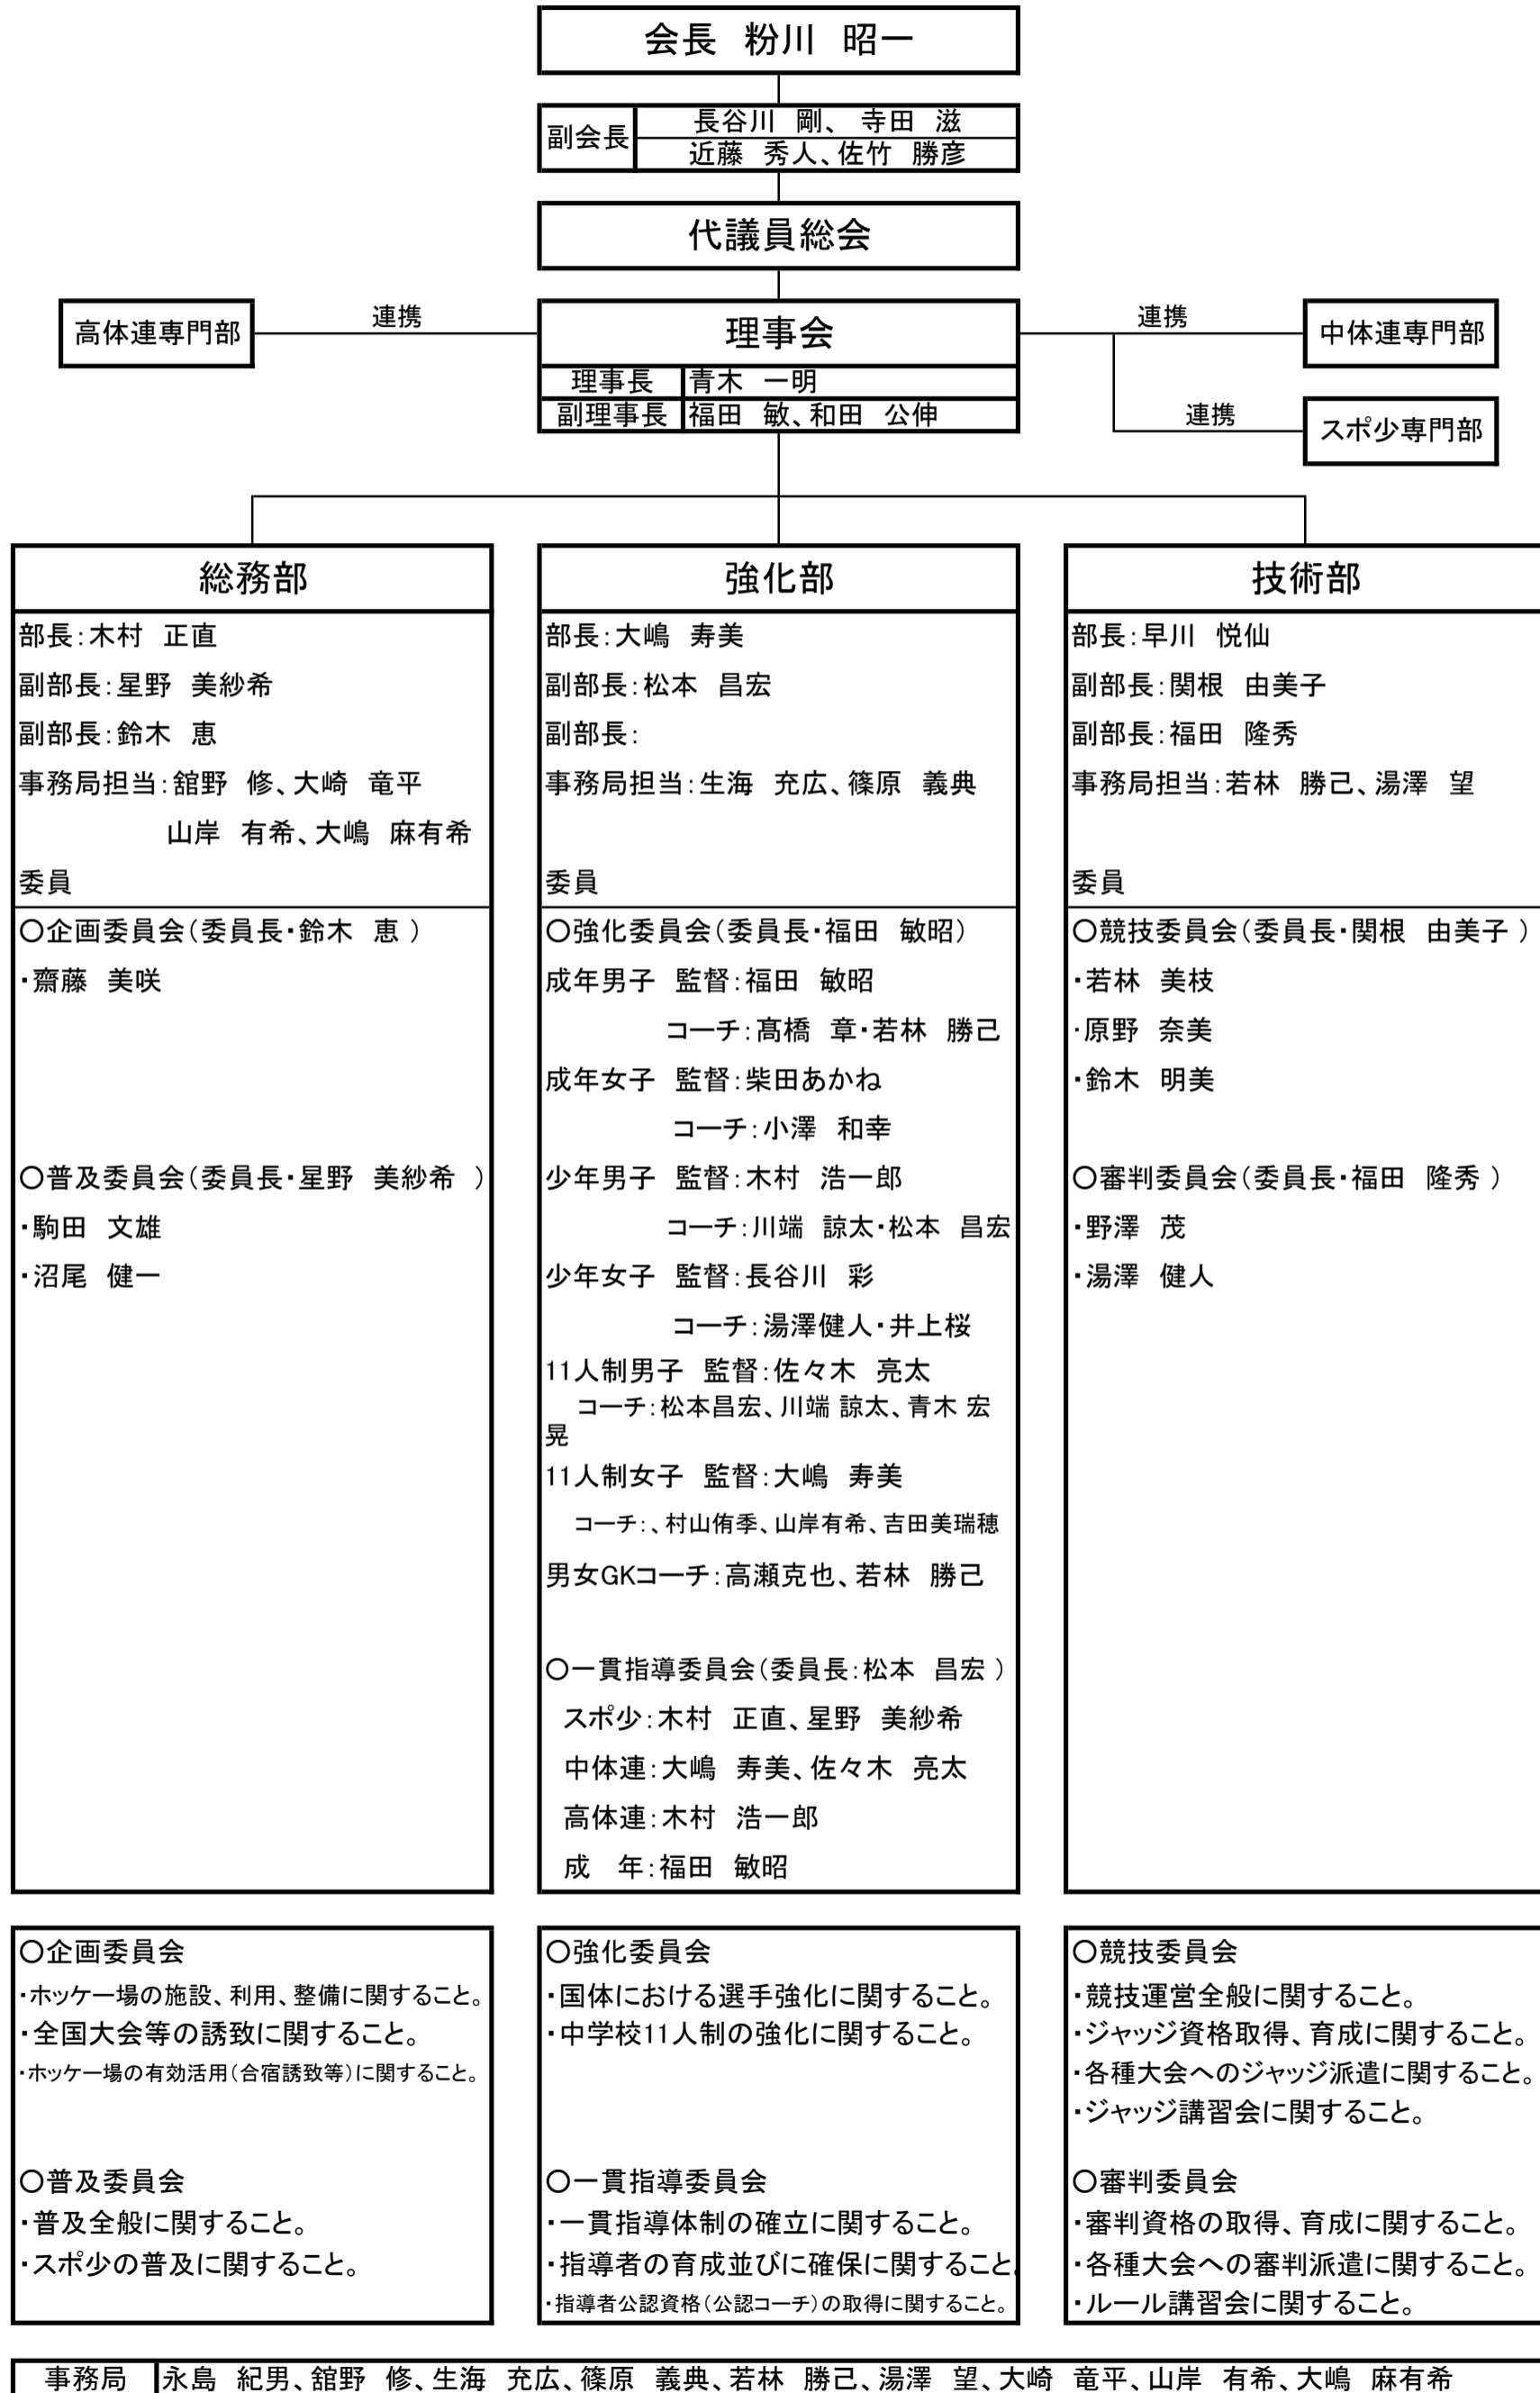 会長　粉川　昭一
副会長
長谷川　剛、 寺田　滋
近藤　秀人、佐竹　勝彦
代議員総会
高体連専門部
連携
理事会
連携
中体連専門部
理事長
青木　一明
副理事長
福田　敏、和田　公伸
連携
スポ少専門部
総務部
部長：木村　正直
副部長：星野　美紗希
副部長：鈴木　恵
事務局担当：舘野　修、大崎　竜平
山岸　有希、大嶋　麻有希
委員
〇企画委員会（委員長・鈴木　恵 ）
・齋藤　美咲
〇普及委員会（委員長・星野　美紗希　）
・駒田　文雄
・沼尾　健一
強化部
部長：大嶋　寿美
副部長：松本　昌宏
副部長：
事務局担当：生海　充広、篠原　義典
委員
〇強化委員会（委員長・福田　敏昭）
成年男子　監督：福田　敏昭
コーチ：髙橋　章・若林　勝己
成年女子　監督：柴田あかね
コーチ：小澤　和幸
少年男子　監督：木村　浩一郎
コーチ：川端　諒太・松本　昌宏
少年女子　監督：長谷川　彩
コーチ：湯澤健人・井上桜
11人制男子　監督：佐々木　亮太
コーチ：松本昌宏、川端 諒太、青木 宏
晃
11人制女子　監督：大嶋　寿美
コーチ：、村山侑季、山岸有希、吉田美瑞穂
男女GKコーチ：高瀬克也、若林　勝己
〇一貫指導委員会（委員長：松本　昌宏 ）
スポ少：木村　正直、星野　美紗希
中体連：大嶋　寿美、佐々木　亮太
高体連：木村　浩一郎
成　年：福田　敏昭
技術部
部長：早川　悦仙
副部長：関根　由美子
副部長：福田　隆秀
事務局担当：若林　勝己、湯澤　望
委員
〇競技委員会（委員長・関根　由美子 ）
・若林　美枝
・原野　奈美
・鈴木　明美
〇審判委員会（委員長・福田　隆秀 ）
・野澤　茂
・湯澤　健人
〇企画委員会
・ホッケー場の施設、利用、整備に関すること。
・全国大会等の誘致に関すること。
・ホッケー場の有効活用（合宿誘致等）に関すること。
〇普及委員会
・普及全般に関すること。
・スポ少の普及に関すること。
〇強化委員会
・国体における選手強化に関すること。
・中学校11人制の強化に関すること。
〇一貫指導委員会
・一貫指導体制の確立に関すること。
・指導者の育成並びに確保に関すること。
・指導者公認資格（公認コーチ）の取得に関すること。
〇競技委員会
・競技運営全般に関すること。
・ジャッジ資格取得、育成に関すること。
・各種大会へのジャッジ派遣に関すること。
・ジャッジ講習会に関すること。
〇審判委員会
・審判資格の取得、育成に関すること。
・各種大会への審判派遣に関すること。
・ルール講習会に関すること。
事務局
永島　紀男、舘野　修、生海　充広、篠原　義典、若林　勝己、湯澤　望、大崎　竜平、山岸　有希、大嶋　麻有希